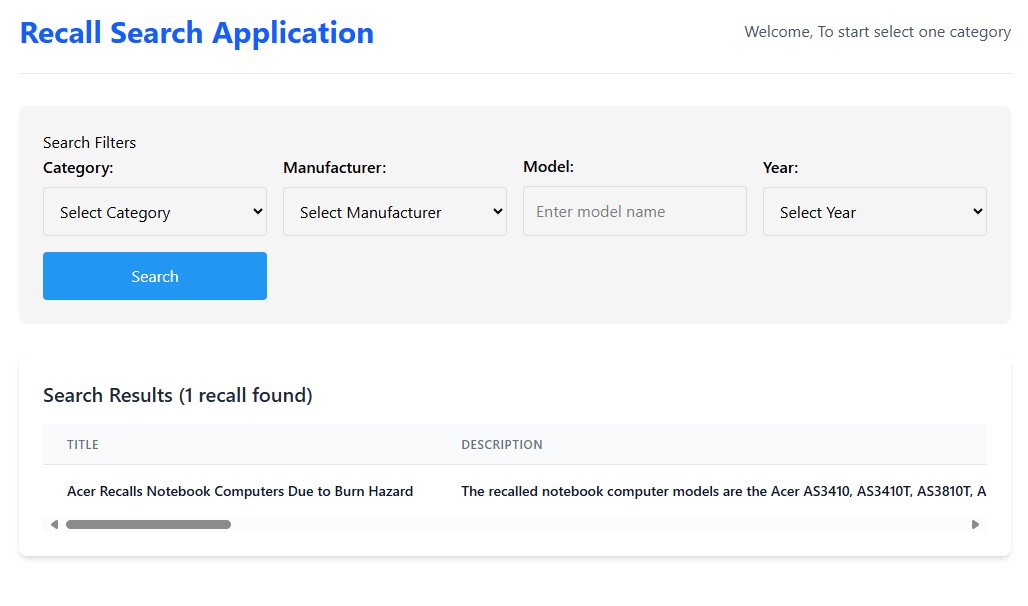 Recall Search Application
Welcome, To start select one category
Search Filters
Category:
Manufacturer:
Model:
Year:
Select Category
Select Manufacturer
Enter model name
Select Year
Search
Search Results (1 recall found)
TITLE
DESCRIPTION
Acer Recalls Notebook Computers Due to Burn Hazard
The recalled notebook computer models are the Acer AS3410, AS3410T, AS3810T, A